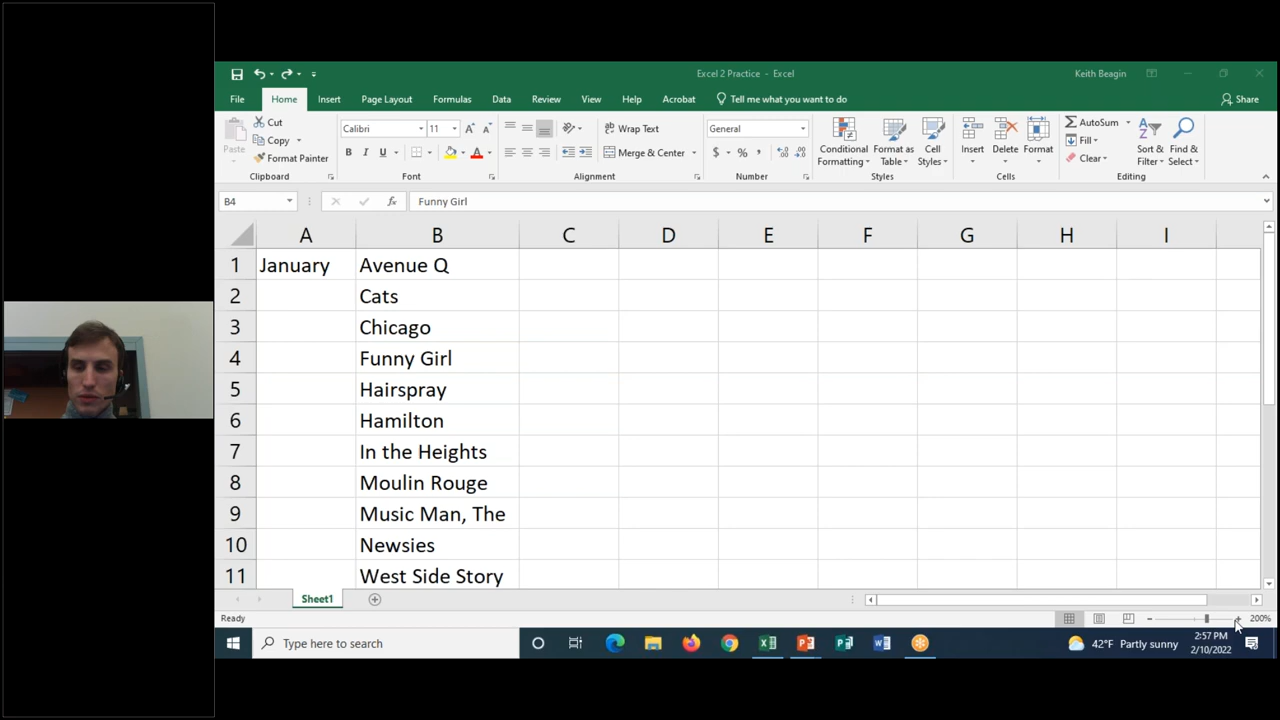 Excel 2 Practice - Excel
Keith Beagin
File Home Insert Page Layout Formulas Data Review View Help Acrobat Tell me what you want to do Share
Paste
Cut
Copy
Format Painter
Clipboard
Calibri 11
B I U
Font
Wrap Text
Merge & Center
Alignment
General
$ % ,
Number
Conditional Formatting
Format as Table
Cell Styles
Styles
Insert Delete Format
Cells
AutoSum
Fill
Clear
Sort & Filter
Find & Select
Editing
B4 fx Funny Girl
A B C D E F G H I
1 January Avenue Q
2 Cats
3 Chicago
4 Funny Girl
5 Hairspray
6 Hamilton
7 In the Heights
8 Moulin Rouge
9 Music Man, The
10 Newsies
11 West Side Story
Sheet1
Ready 200%
Type here to search 42°F Partly sunny 2:57 PM
2/10/2022